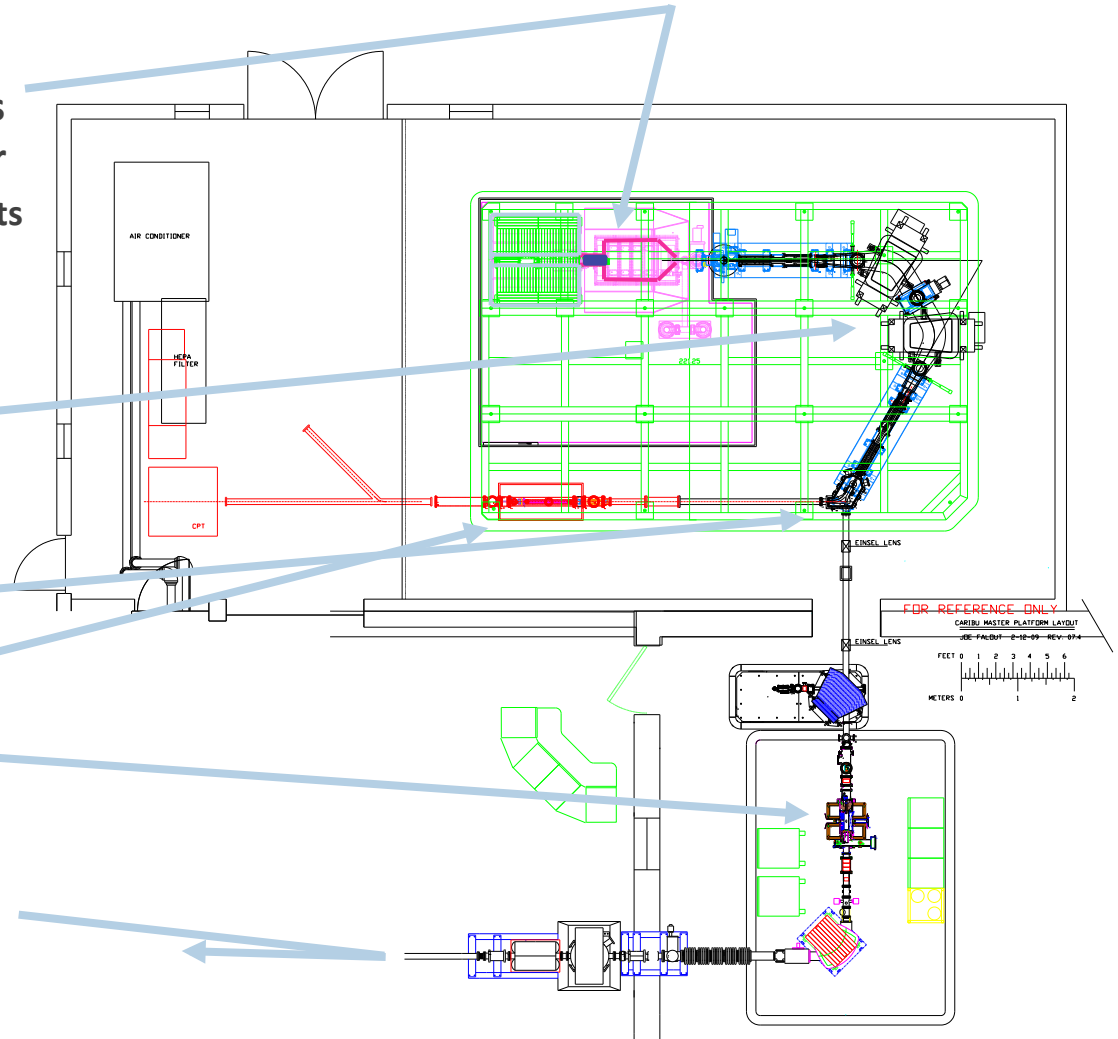 s
r
ts
AIR CONDITIONER
HEPA
FILTER
CPT
EINSEL LENS
FOR REFERENCE ONLY
CARIBU MASTER PLATFORM LAYOUT
JOE FALOUT 2-12-09 REV. 07.4
EINSEL LENS
FEET 0 1 2 3 4 5 6
METERS 0 1 2